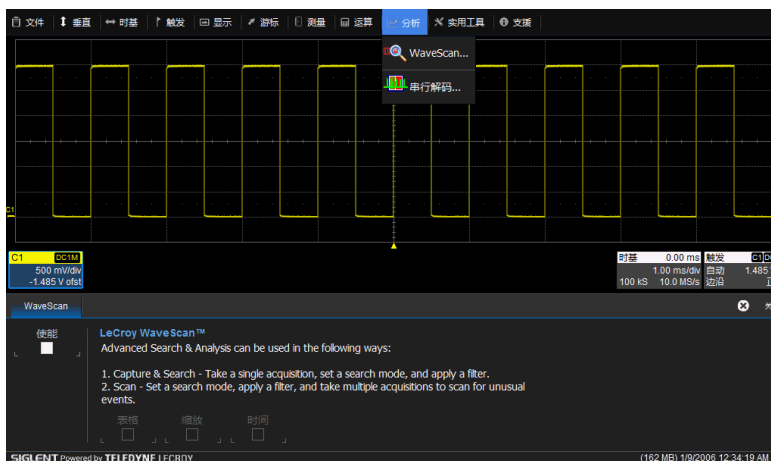 文件 垂直 时基 触发 显示 游标 测量 运算 分析 实用工具 支援
WaveScan...
串行解码...
C1
C1 DC1M
500 mV/div
-1.485 V ofst
时基 0.00 ms
1.00 ms/div
100 kS 10.0 MS/s
触发 C1
自动 1.485
边沿
WaveScan
使能
LeCroy WaveScan™
Advanced Search & Analysis can be used in the following ways:
1. Capture & Search - Take a single acquisition, set a search mode, and apply a filter.
2. Scan - Set a search mode, apply a filter, and take multiple acquisitions to scan for unusual
events.
表格 缩放 时间
SIGLENT Powered by TELEDYNE LECROY
(162 MB) 1/9/2006 12:34:19 AM